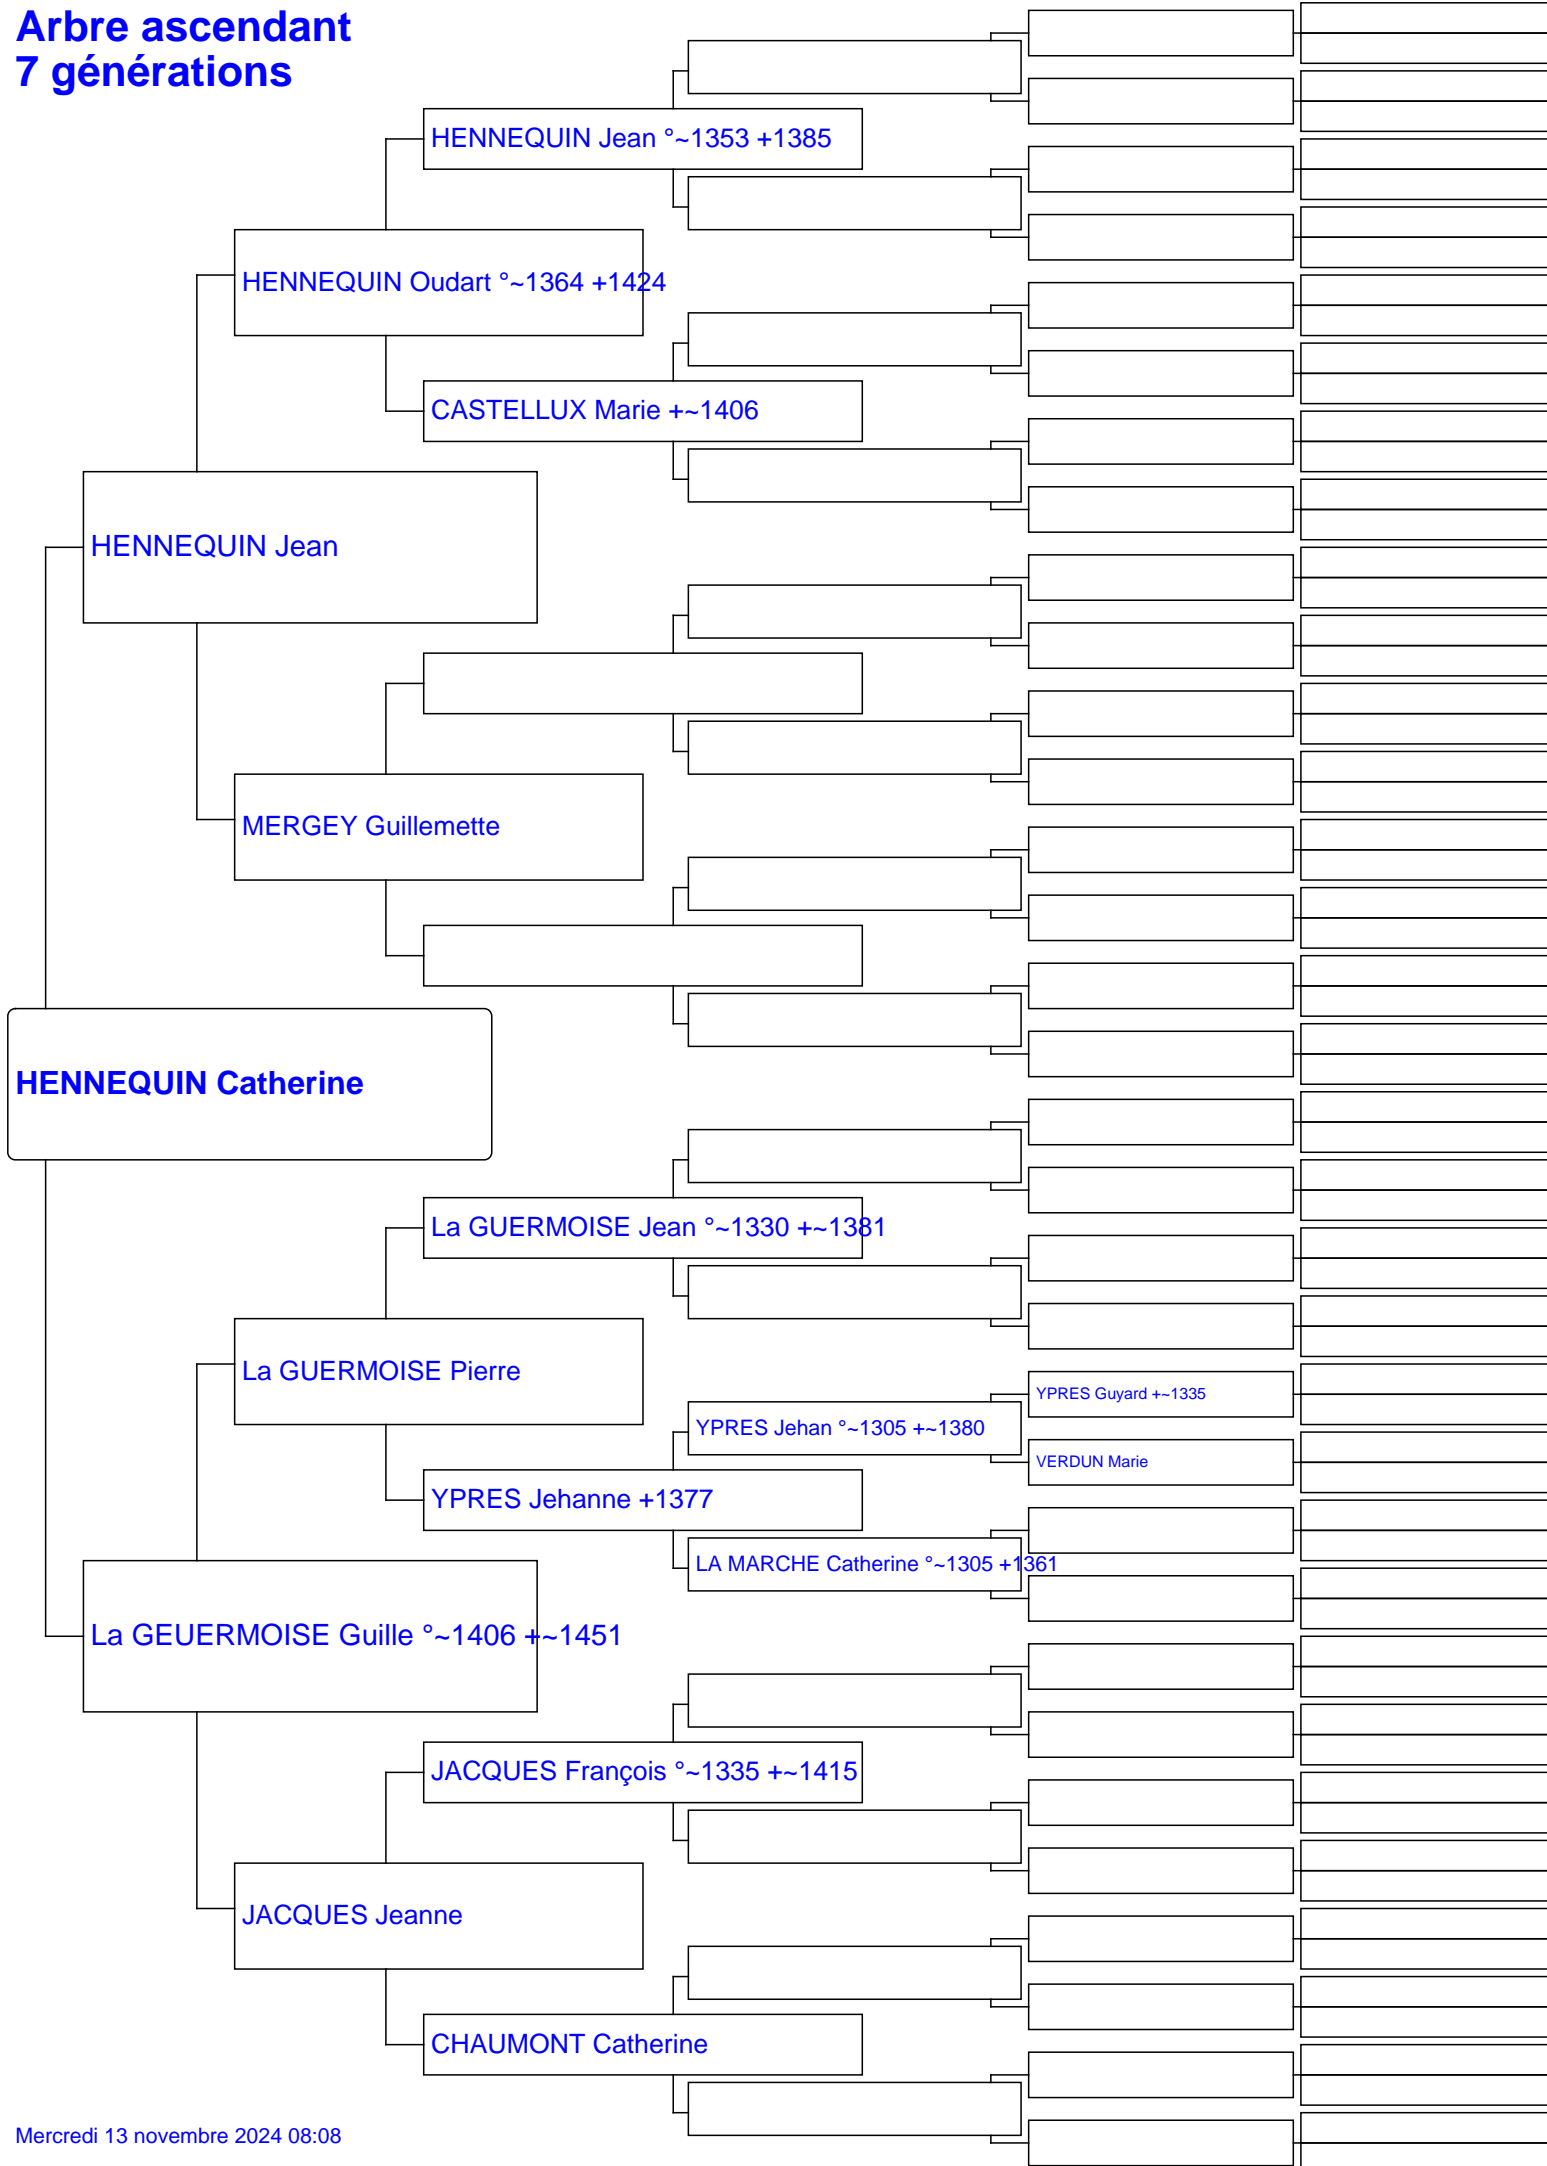 Arbre ascendant
7 générations
HENNEQUIN Jean °~1353 +1385
HENNEQUIN Oudart °~1364 +1424
CASTELLUX Marie +~1406
HENNEQUIN Jean
MERGEY Guillemette
HENNEQUIN Catherine
La GUERMOISE Jean °~1330 +~1381
La GUERMOISE Pierre
YPRES Guyard +~1335
YPRES Jehan °~1305 +~1380
VERDUN Marie
YPRES Jehanne +1377
LA MARCHE Catherine °~1305 +1361
La GEUERMOISE Guille °~1406 +~1451
JACQUES François °~1335 +~1415
JACQUES Jeanne
CHAUMONT Catherine
Mercredi 13 novembre 2024 08:08